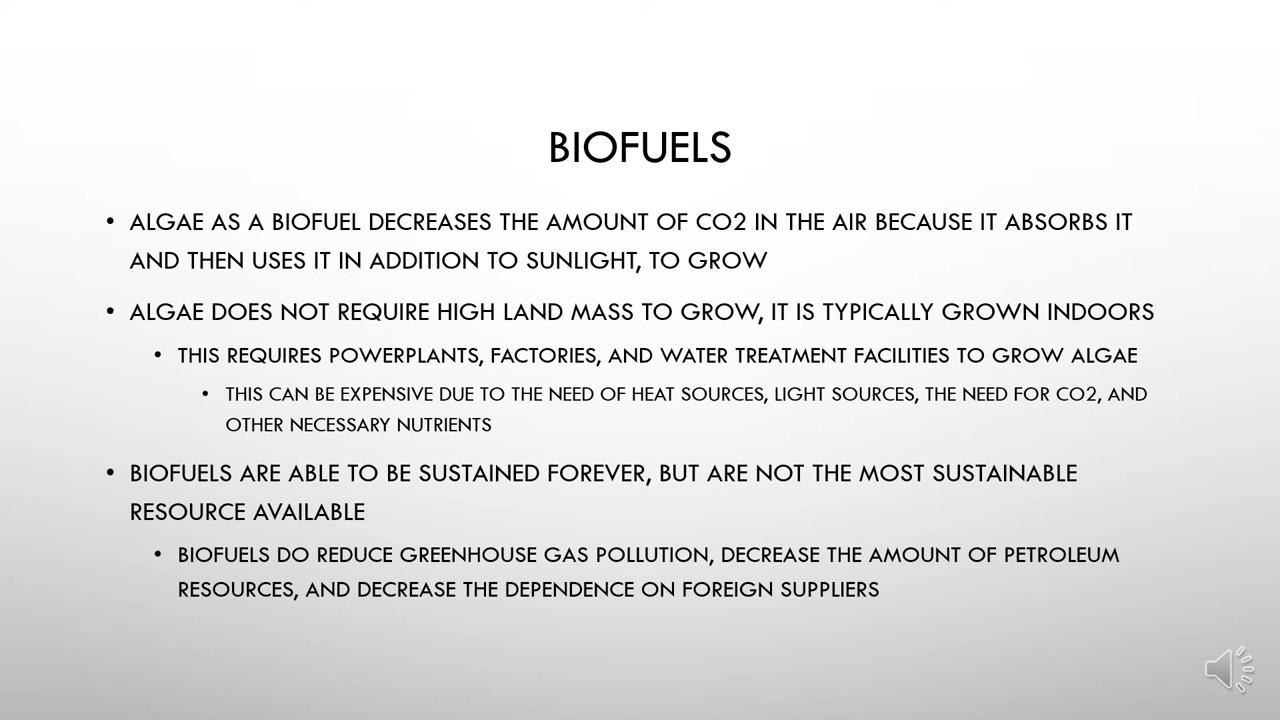 BIOFUELS
• ALGAE AS A BIOFUEL DECREASES THE AMOUNT OF CO2 IN THE AIR BECAUSE IT ABSORBS IT
AND THEN USES IT IN ADDITION TO SUNLIGHT, TO GROW
• ALGAE DOES NOT REQUIRE HIGH LAND MASS TO GROW, IT IS TYPICALLY GROWN INDOORS
• THIS REQUIRES POWERPLANTS, FACTORIES, AND WATER TREATMENT FACILITIES TO GROW ALGAE
• THIS CAN BE EXPENSIVE DUE TO THE NEED OF HEAT SOURCES, LIGHT SOURCES, THE NEED FOR CO2, AND
OTHER NECESSARY NUTRIENTS
• BIOFUELS ARE ABLE TO BE SUSTAINED FOREVER, BUT ARE NOT THE MOST SUSTAINABLE
RESOURCE AVAILABLE
• BIOFUELS DO REDUCE GREENHOUSE GAS POLLUTION, DECREASE THE AMOUNT OF PETROLEUM
RESOURCES, AND DECREASE THE DEPENDENCE ON FOREIGN SUPPLIERS